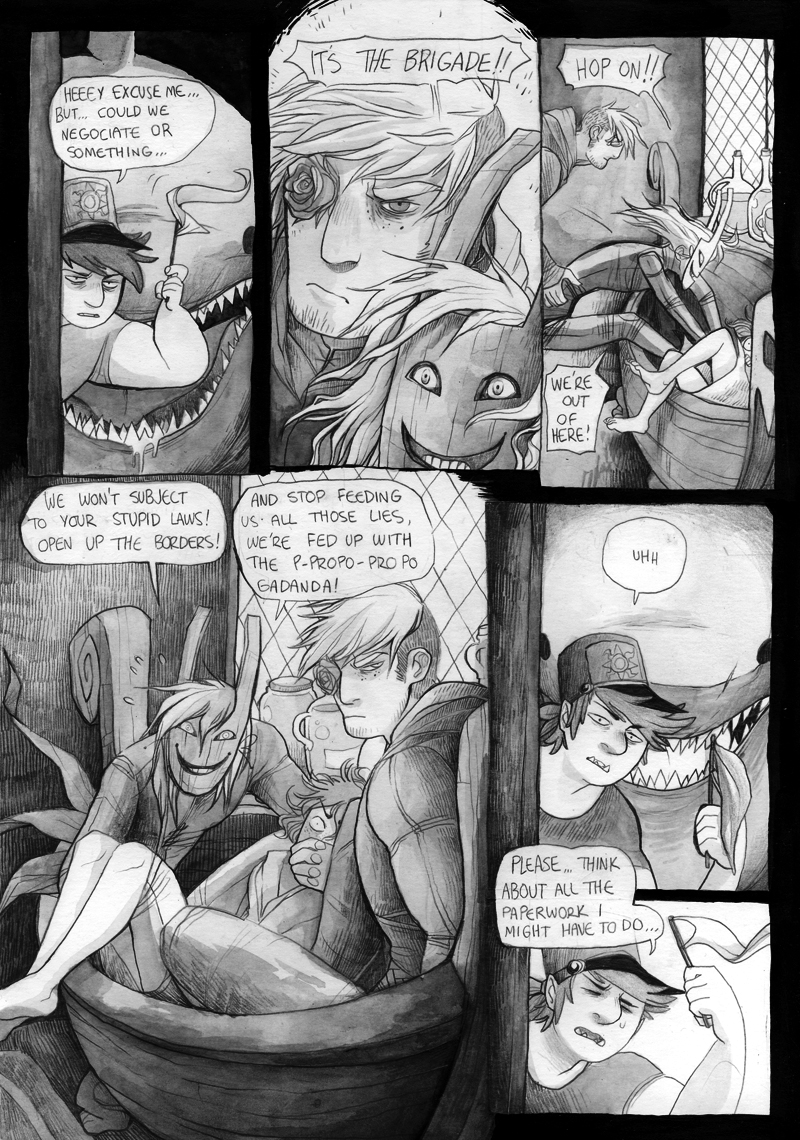 HEEEY EXCUSE ME...
BUT... COULD WE
NEGOCIATE OR
SOMETHING...
IT'S THE BRIGADE!!
HOP ON!!
WE'RE
OUT
OF
HERE!
WE WON'T SUBJECT
TO YOUR STUPID LAWS!
OPEN UP THE BORDERS!
AND STOP FEEDING
US. ALL THOSE LIES,
WE'RE FED UP WITH
THE P-PROPO-PROPO
GADANDA!
UHH
PLEASE... THINK
ABOUT ALL THE
PAPERWORK I
MIGHT HAVE TO DO...